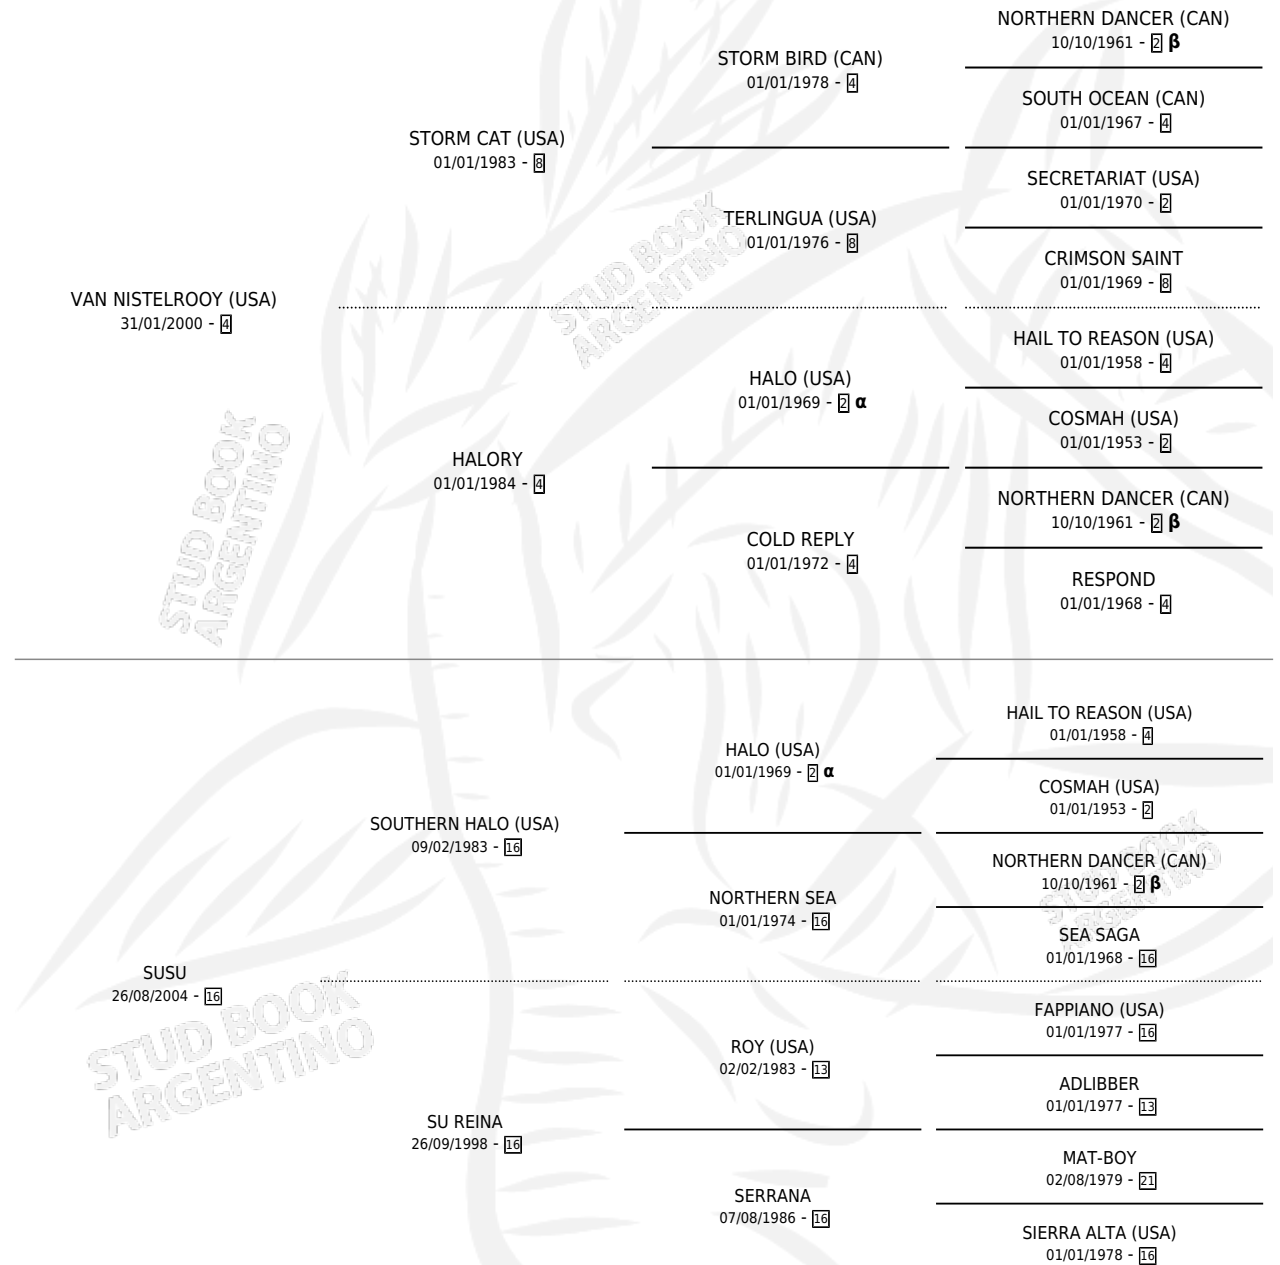 NORTHERN DANCER (CAN)
10/10/1961 - 2 β
STORM BIRD (CAN)
01/01/1978 - 4
SOUTH OCEAN (CAN)
01/01/1967 - 4
STORM CAT (USA)
01/01/1983 - 8
SECRETARIAT (USA)
01/01/1970 - 2
TERLINGUA (USA)
01/01/1976 - 8
CRIMSON SAINT
01/01/1969 - 8
VAN NISTELROOY (USA)
31/01/2000 - 4
HAIL TO REASON (USA)
01/01/1958 - 4
HALO (USA)
01/01/1969 - 2 α
COSMAH (USA)
01/01/1953 - 2
HALORY
01/01/1984 - 4
NORTHERN DANCER (CAN)
10/10/1961 - 2 β
COLD REPLY
01/01/1972 - 4
RESPOND
01/01/1968 - 4
HAIL TO REASON (USA)
01/01/1958 - 4
HALO (USA)
01/01/1969 - 2 α
COSMAH (USA)
01/01/1953 - 2
SOUTHERN HALO (USA)
09/02/1983 - 16
NORTHERN DANCER (CAN)
10/10/1961 - 2 β
NORTHERN SEA
01/01/1974 - 16
SEA SAGA
01/01/1968 - 16
SUSU
26/08/2004 - 16
FAPPIANO (USA)
01/01/1977 - 16
ROY (USA)
02/02/1983 - 13
ADLIBBER
01/01/1977 - 13
SU REINA
26/09/1998 - 16
MAT-BOY
02/08/1979 - 21
SERRANA
07/08/1986 - 16
SIERRA ALTA (USA)
01/01/1978 - 16
STUD BOOK
ARGENTINO
STUD BOOK
ARGENTINO
STUD BOOK
ARGENTINO
STUD BOOK
ARGENTINO